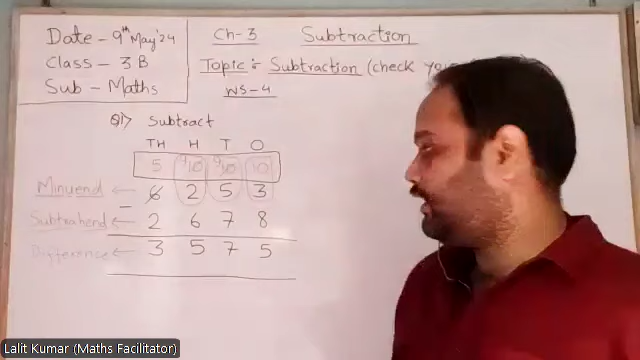 Date - 9th May'24
Class - 3 B
Sub - Maths
Ch-3 Subtraction
Topic :- Subtraction (check
WS-4
Q1) Subtract
TH H T O
5 9 10 9 10 10
Minuend ← 6 2 5 3
Subtrahend ← - 2 6 7 8
Difference ← 3 5 7 5
Lalit Kumar (Maths Facilitator)